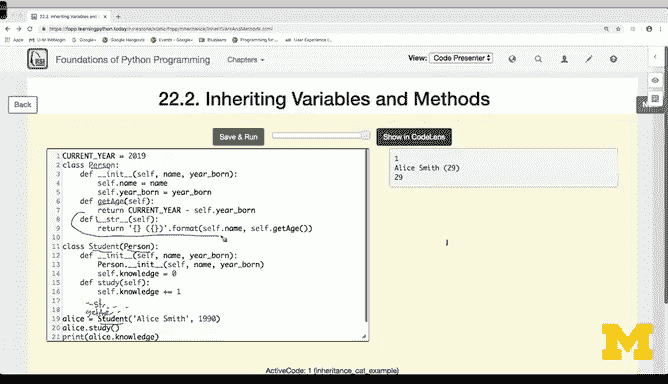 22.2. Inheriting Variables and Methods
Foundations of Python Programming
Chapters
View: Code Presenter
Back
22.2. Inheriting Variables and Methods
Save & Run
Show in CodeLens
1 CURRENT_YEAR = 2019
2 class Person:
3 def __init__(self, name, year_born):
4 self.name = name
5 self.year_born = year_born
6 def getAge(self):
7 return CURRENT_YEAR - self.year_born
8 def __str__(self):
9 return '{} ({})'.format(self.name, self.getAge())
10
11 class Student(Person):
12 def __init__(self, name, year_born):
13 Person.__init__(self, name, year_born)
14 self.knowledge = 0
15 def study(self):
16 self.knowledge += 1
17 __str__
18 getAge
19 alice = Student('Alice Smith', 1990)
20 alice.study()
21 print(alice.knowledge)
1
Alice Smith (29)
29
ActiveCode: 1 (inheritance_cat_example)
M